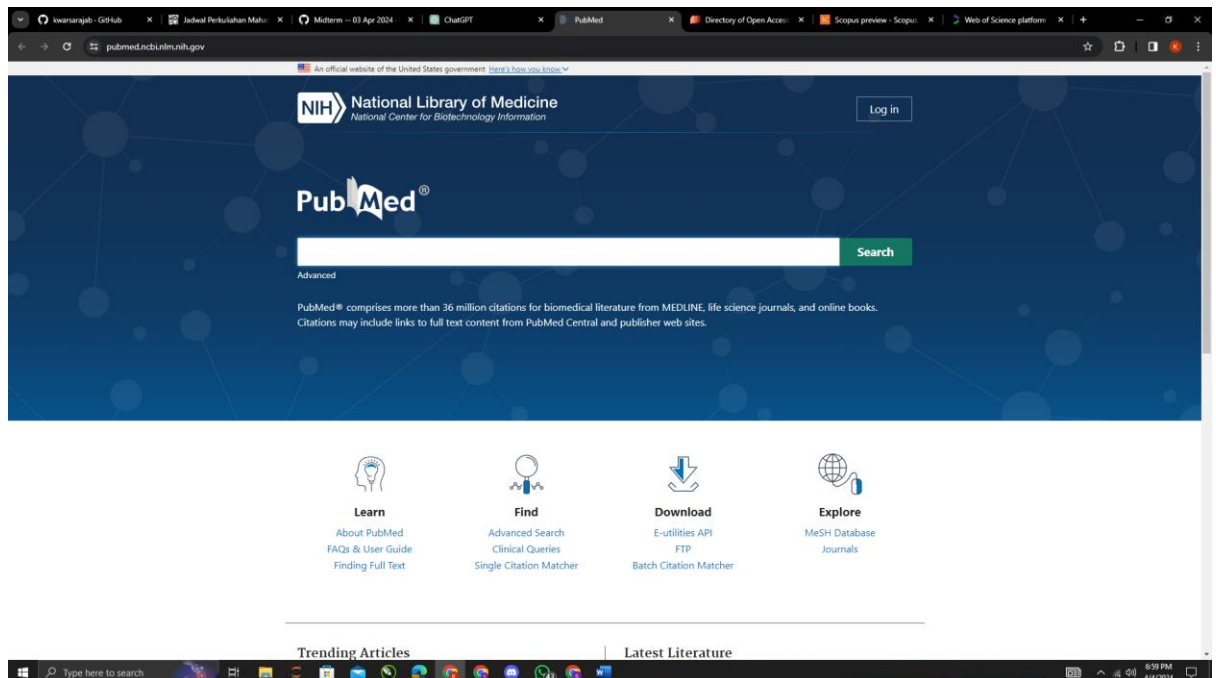 kwarsarajab - GitHub
Jadwal Perkuliahan Mahas
Midterm -- 03 Apr 2024
ChatGPT
PubMed
Directory of Open Access
Scopus preview - Scopus
Web of Science platform
pubmed.ncbi.nlm.nih.gov
K
An official website of the United States government Here's how you know
NIH National Library of Medicine
National Center for Biotechnology Information
Log in
PubMed®
Search
Advanced
PubMed® comprises more than 36 million citations for biomedical literature from MEDLINE, life science journals, and online books.
Citations may include links to full text content from PubMed Central and publisher web sites.
Learn
About PubMed
FAQs & User Guide
Finding Full Text
Find
Advanced Search
Clinical Queries
Single Citation Matcher
Download
E-utilities API
FTP
Batch Citation Matcher
Explore
MeSH Database
Journals
Trending Articles
Latest Literature
Type here to search
6:59 PM
4/4/2024